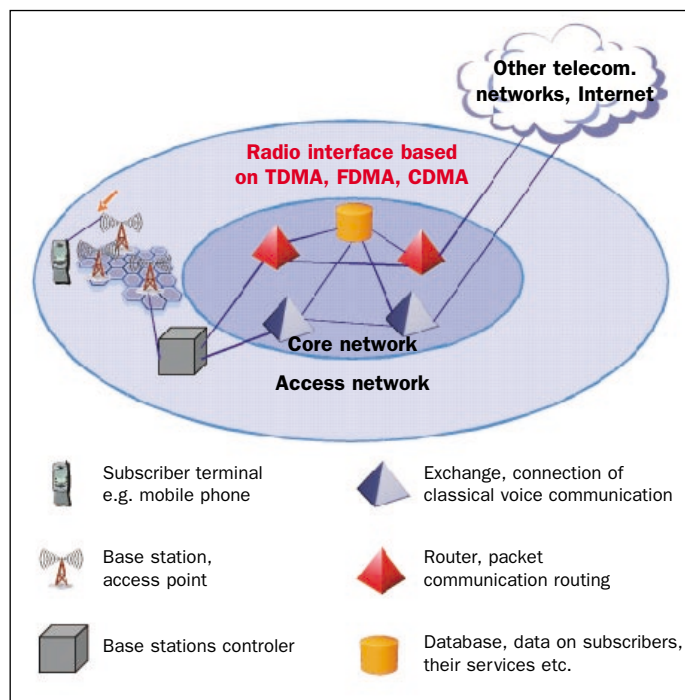 Other telecom.
networks, Internet
Radio interface based
on TDMA, FDMA, CDMA
Core network
Access network
Subscriber terminal
e.g. mobile phone
Exchange, connection of
classical voice communication
Base station,
access point
Router, packet
communication routing
Base stations controler
Database, data on subscribers,
their services etc.